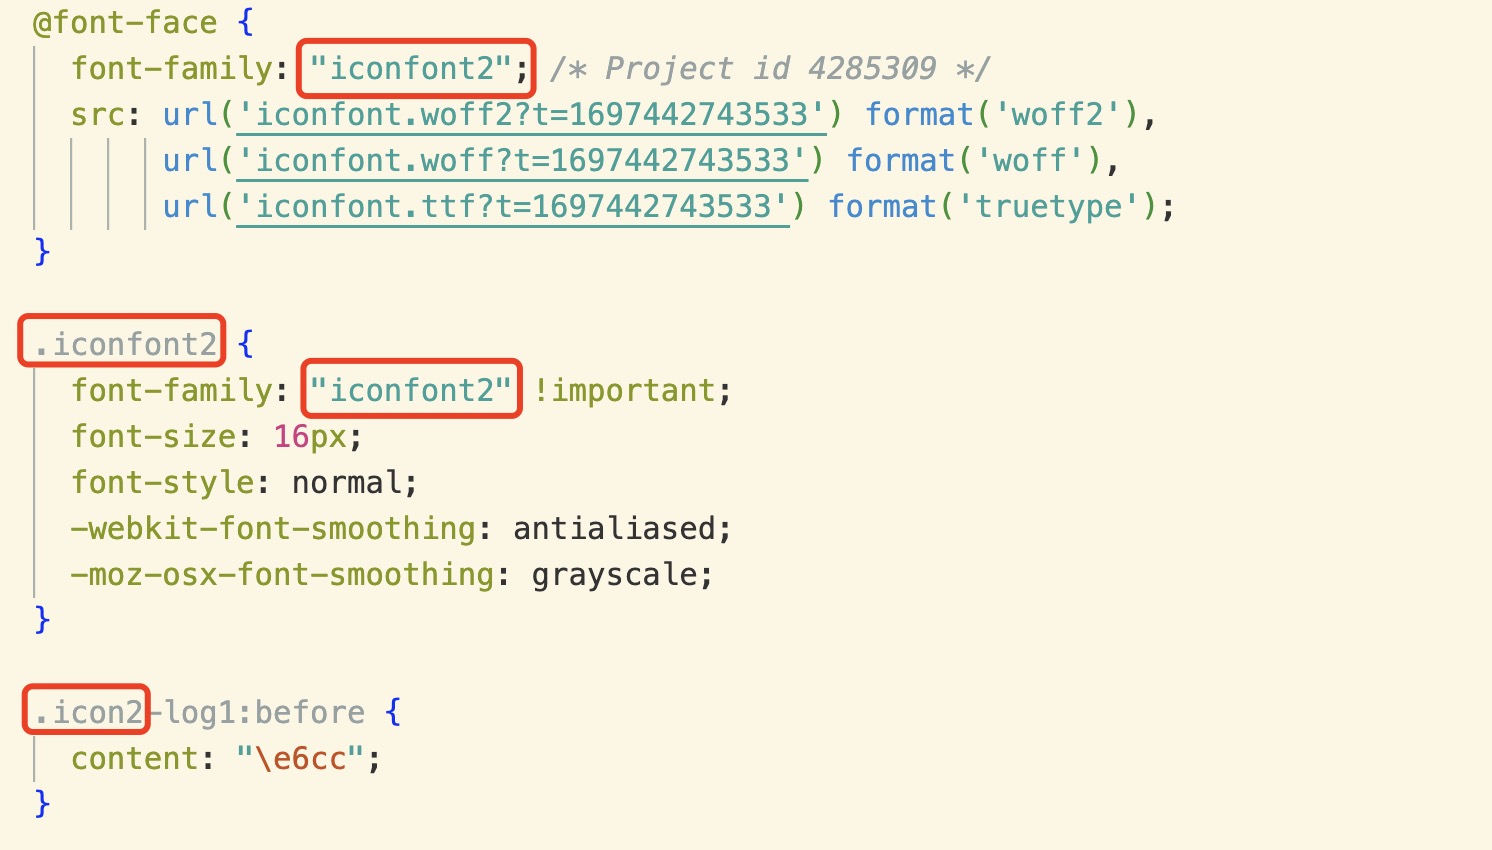 @font-face {
font-family: "iconfont2"; /* Project id 4285309 */
src: url('iconfont.woff2?t=1697442743533') format('woff2'),
url('iconfont.woff?t=1697442743533') format('woff'),
url('iconfont.ttf?t=1697442743533') format('truetype');
}
.iconfont2 {
font-family: "iconfont2" !important;
font-size: 16px;
font-style: normal;
-webkit-font-smoothing: antialiased;
-moz-osx-font-smoothing: grayscale;
}
.icon2-log1:before {
content: "\e6cc";
}